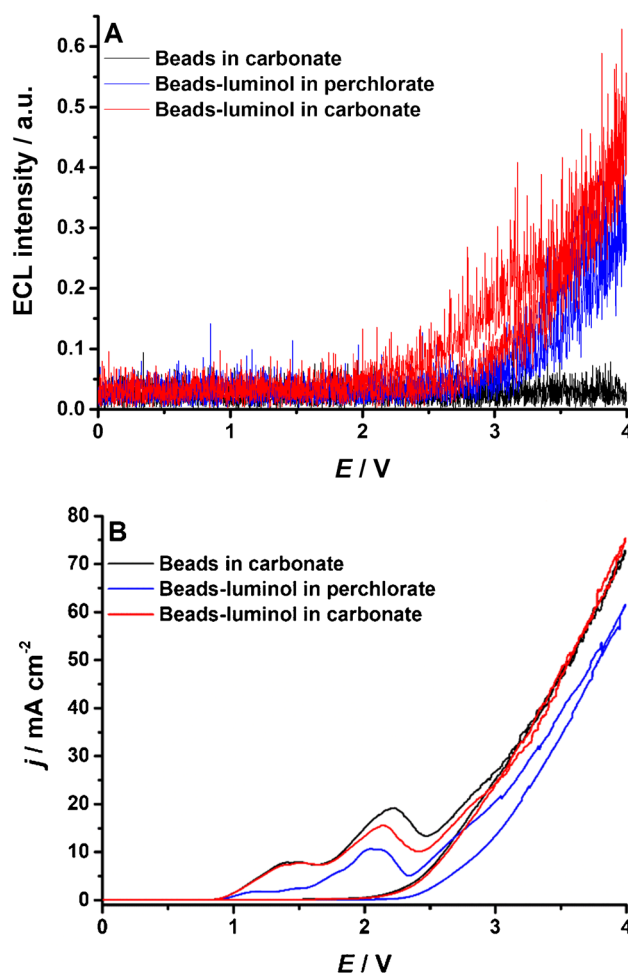 A
Beads in carbonate
Beads-luminol in perchlorate
Beads-luminol in carbonate
ECL intensity / a.u.
0.6
0.5
0.4
0.3
0.2
0.1
0.0
0 1 2 3 4
E / V
B
Beads in carbonate
Beads-luminol in perchlorate
Beads-luminol in carbonate
j / mA cm⁻²
80
70
60
50
40
30
20
10
0
0 1 2 3 4
E / V